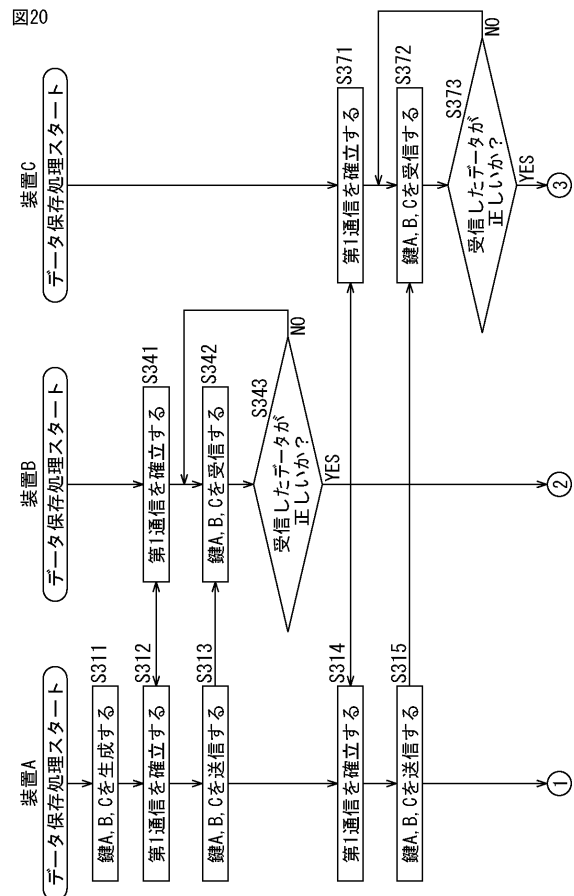 図20
装置A
データ保存処理スタート
S311
鍵A, B, Cを生成する
S312
第1通信を確立する
S313
鍵A, B, Cを送信する
S314
第1通信を確立する
S315
鍵A, B, Cを送信する
1
装置B
データ保存処理スタート
S341
第1通信を確立する
S342
鍵A, B, Cを受信する
S343
受信したデータが
正しいか？
NO
YES
2
装置C
データ保存処理スタート
S371
第1通信を確立する
S372
鍵A, B, Cを受信する
S373
受信したデータが
正しいか？
NO
YES
3